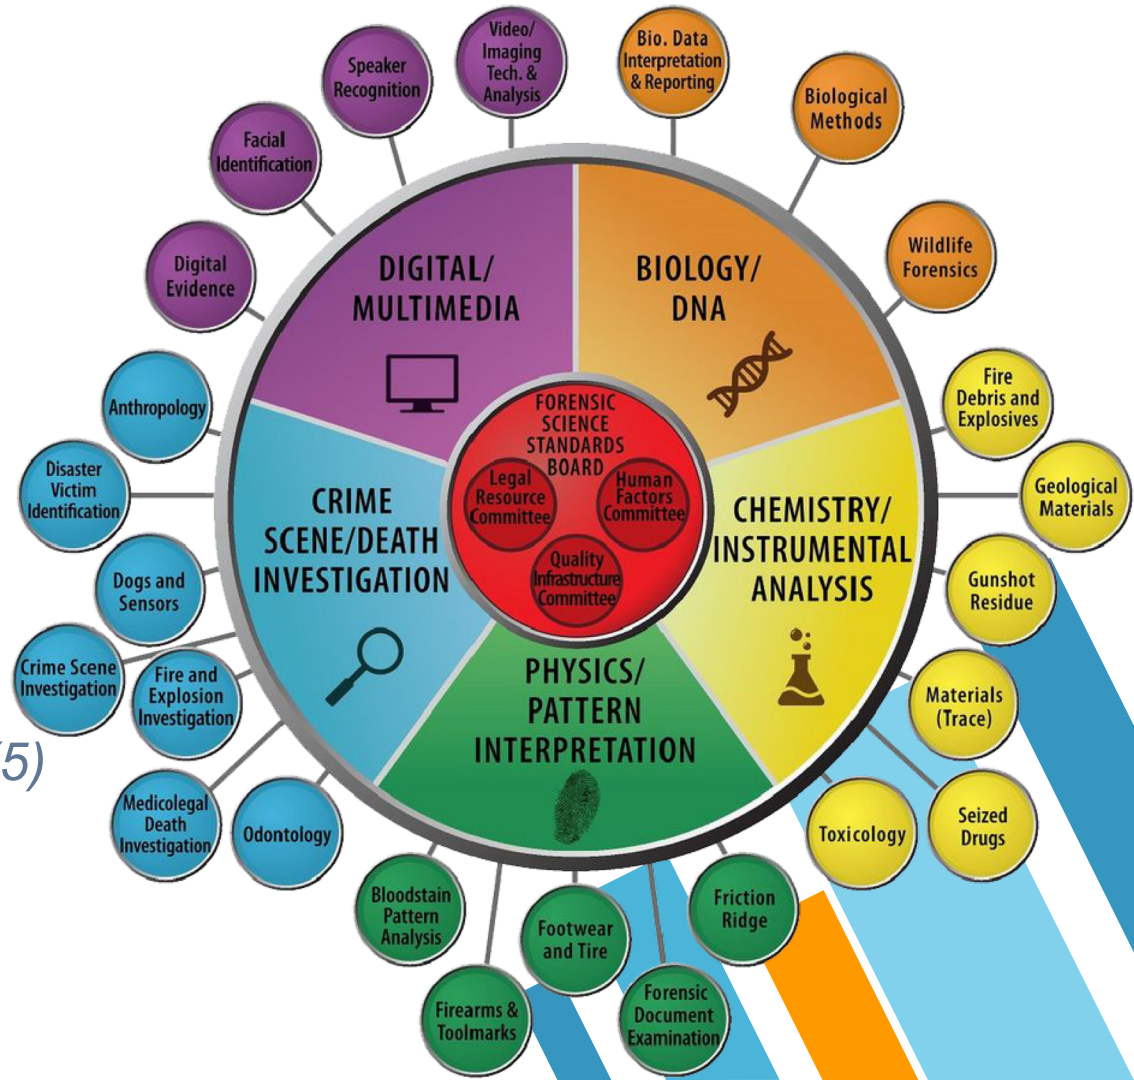 Video/
Imaging
Tech. &
Analysis
Bio. Data
Interpretation
& Reporting
Speaker
Recognition
Biological
Methods
Facial
Identification
Digital
Evidence
Wildlife
Forensics
DIGITAL/
MULTIMEDIA
BIOLOGY/
DNA
Anthropology
Fire
Debris and
Explosives
FORENSIC
SCIENCE
STANDARDS
BOARD
Legal
Resource
Committee
Human
Factors
Committee
Quality
Infrastructure
Committee
Disaster
Victim
Identification
Geological
Materials
CRIME
SCENE/DEATH
INVESTIGATION
CHEMISTRY/
INSTRUMENTAL
ANALYSIS
Dogs and
Sensors
Gunshot
Residue
Crime Scene
Investigation
Fire and
Explosion
Investigation
Materials
(Trace)
PHYSICS/
PATTERN
INTERPRETATION
5)
Medicolegal
Death
Investigation
Odontology
Toxicology
Seized
Drugs
Bloodstain
Pattern
Analysis
Footwear
and Tire
Friction
Ridge
Firearms &
Toolmarks
Forensic
Document
Examination